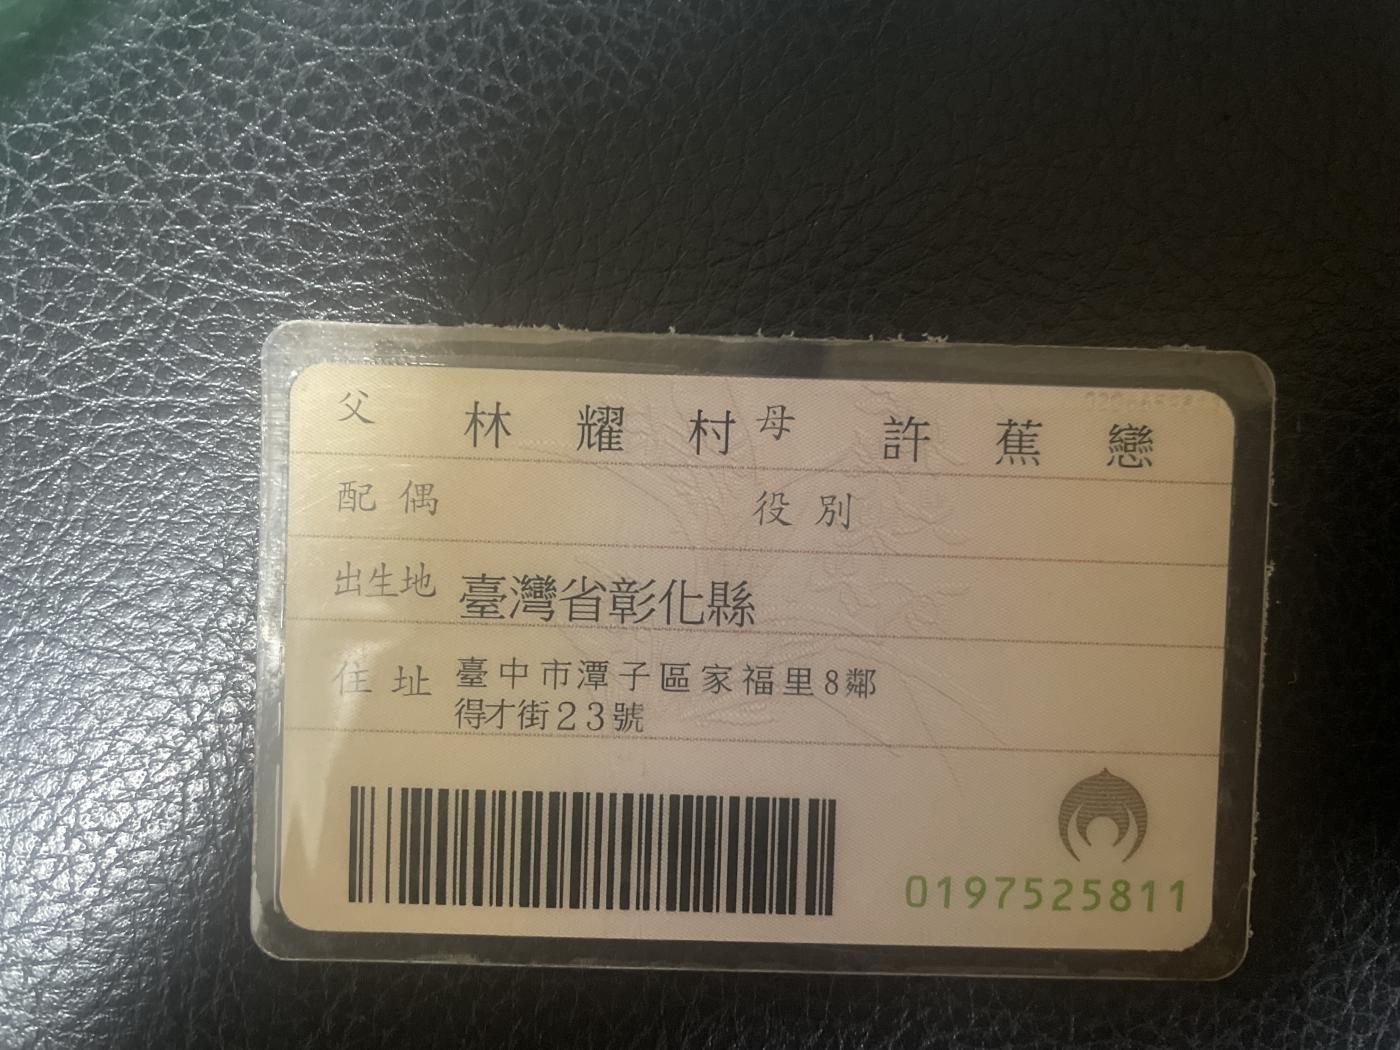 父 林耀村 母 許蕉戀
配偶 役別
出生地 臺灣省彰化縣
住址 臺中市潭子區家福里8鄰
得才街23號
0197525811